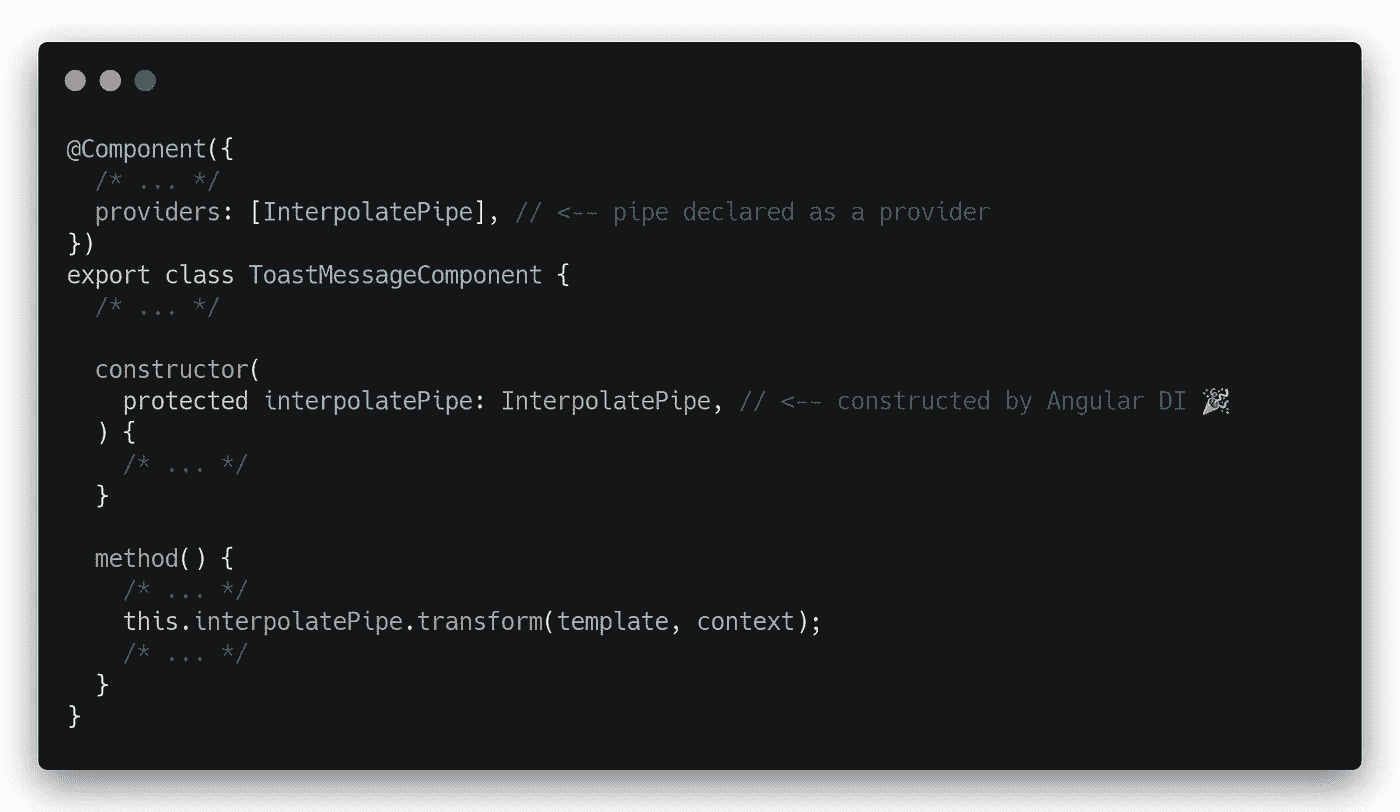 @Component({
  /* ... */
  providers: [InterpolatePipe], // <-- pipe declared as a provider
})
export class ToastMessageComponent {
  /* ... */

  constructor(
    protected interpolatePipe: InterpolatePipe, // <-- constructed by Angular DI 🎉
  ) {
    /* ... */
  }

  method() {
    /* ... */
    this.interpolatePipe.transform(template, context);
    /* ... */
  }
}